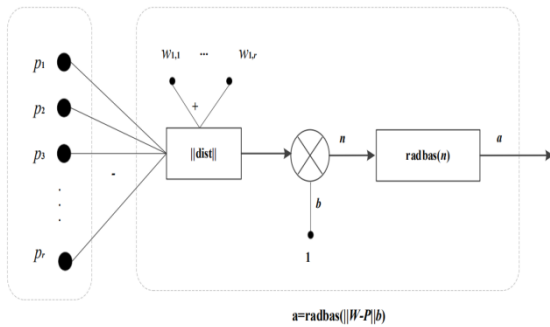 p1
p2
p3
.
.
.
pr
-
w1,1 ... w1,r
+
||dist||
n
b
1
radbas(n)
a
a=radbas(||W-P||b)